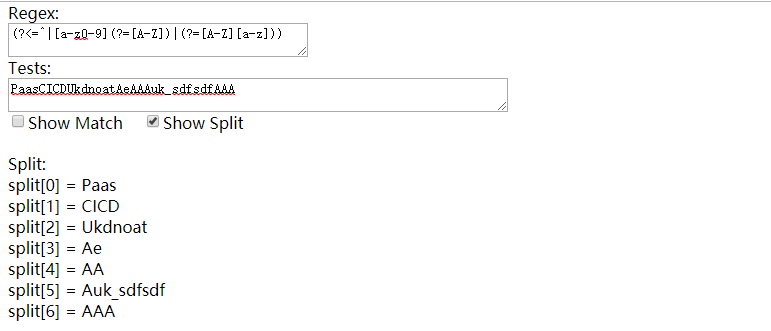 Regex:
(?<=^|[a-z0-9](?=[A-Z])|(?=[A-Z][a-z]))
Tests:
PaasCICDUkdnoatAeAAAuk_sdfsdfAAA
Show Match Show Split
Split:
split[0] = Paas
split[1] = CICD
split[2] = Ukdnoat
split[3] = Ae
split[4] = AA
split[5] = Auk_sdfsdf
split[6] = AAA